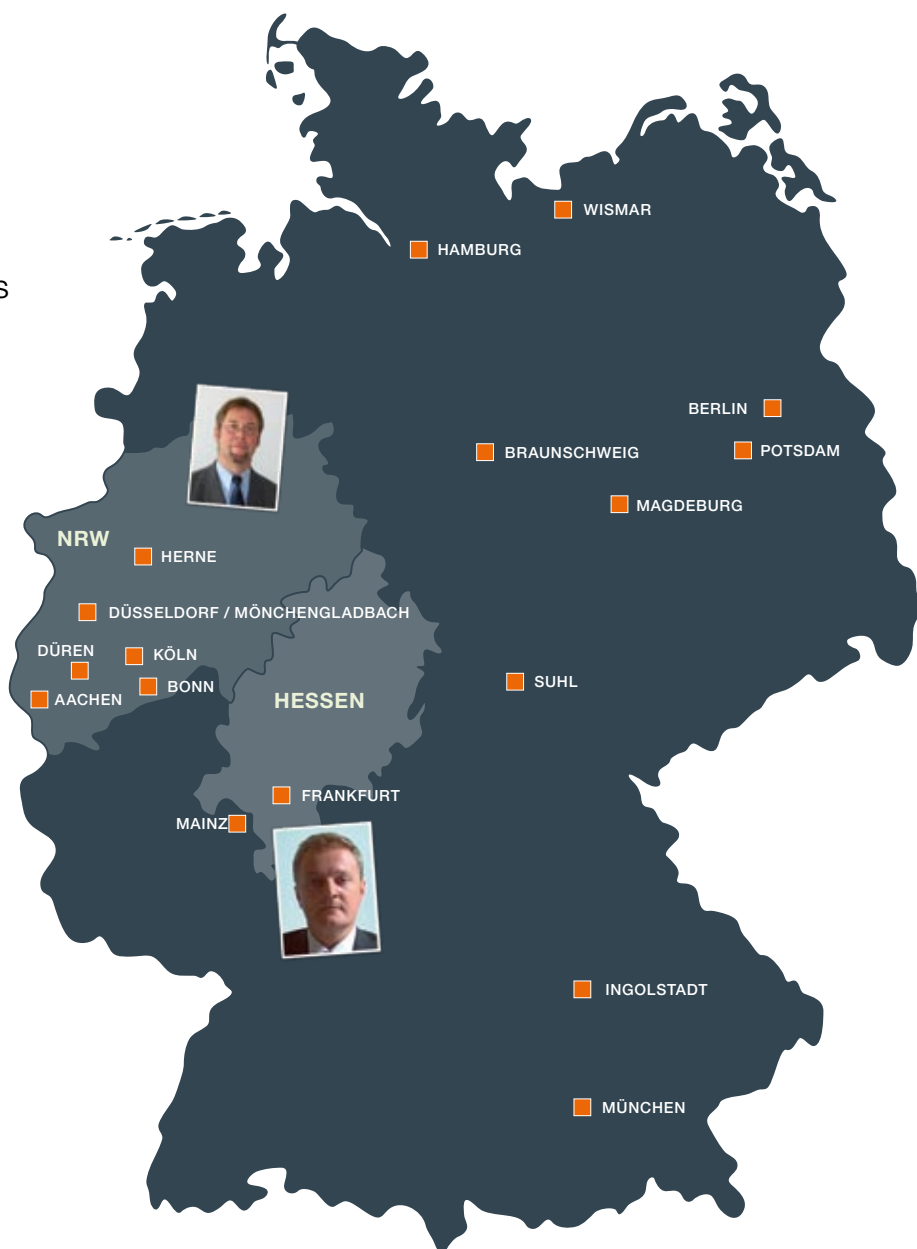 WISMAR
HAMBURG
S
BERLIN
BRAUNSCHWEIG
POTSDAM
MAGDEBURG
NRW
HERNE
DÜSSELDORF / MÖNCHENGLADBACH
DÜREN
KÖLN
BONN
AACHEN
SUHL
HESSEN
FRANKFURT
MAINZ
INGOLSTADT
MÜNCHEN